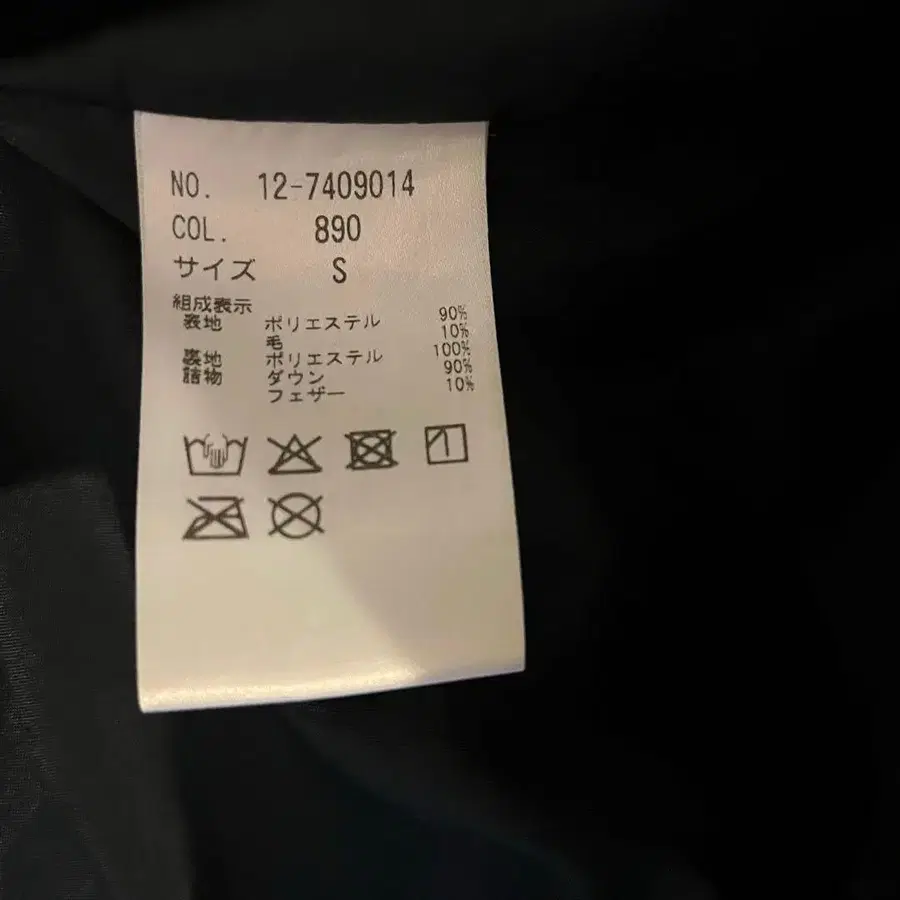 NO. 12-7409014
COL. 890
サイズ S
組成表示
表地 ポリエステル 90%
毛 10%
裏地 ポリエステル 100%
詰物 ダウン 90%
フェザー 10%